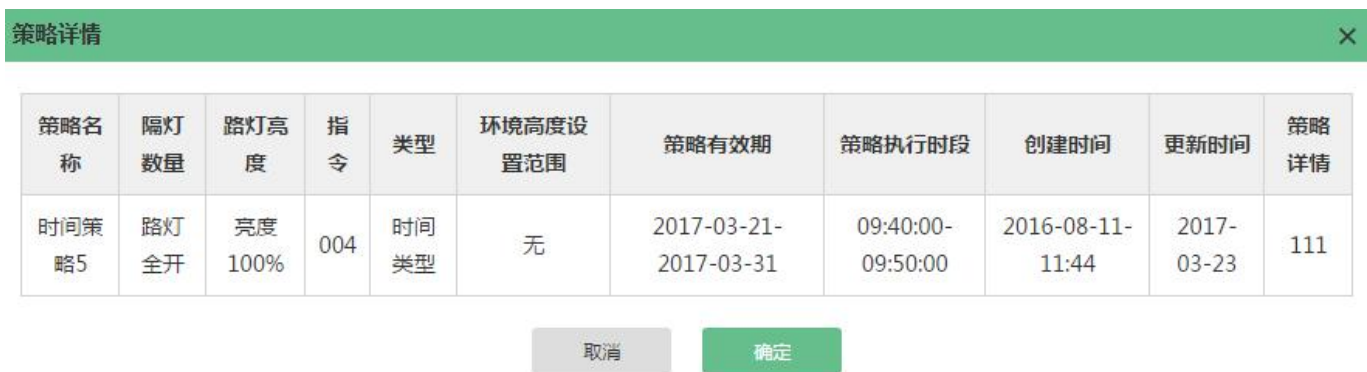 策略详情
策略名称 隔灯数量 路灯亮度 指令 类型 环境高度设置范围 策略有效期 策略执行时段 创建时间 更新时间 策略详情
时间策略5 路灯全开 亮度100% 004 时间类型 无 2017-03-21-2017-03-31 09:40:00-09:50:00 2016-08-11-11:44 2017-03-23 111
取消 确定